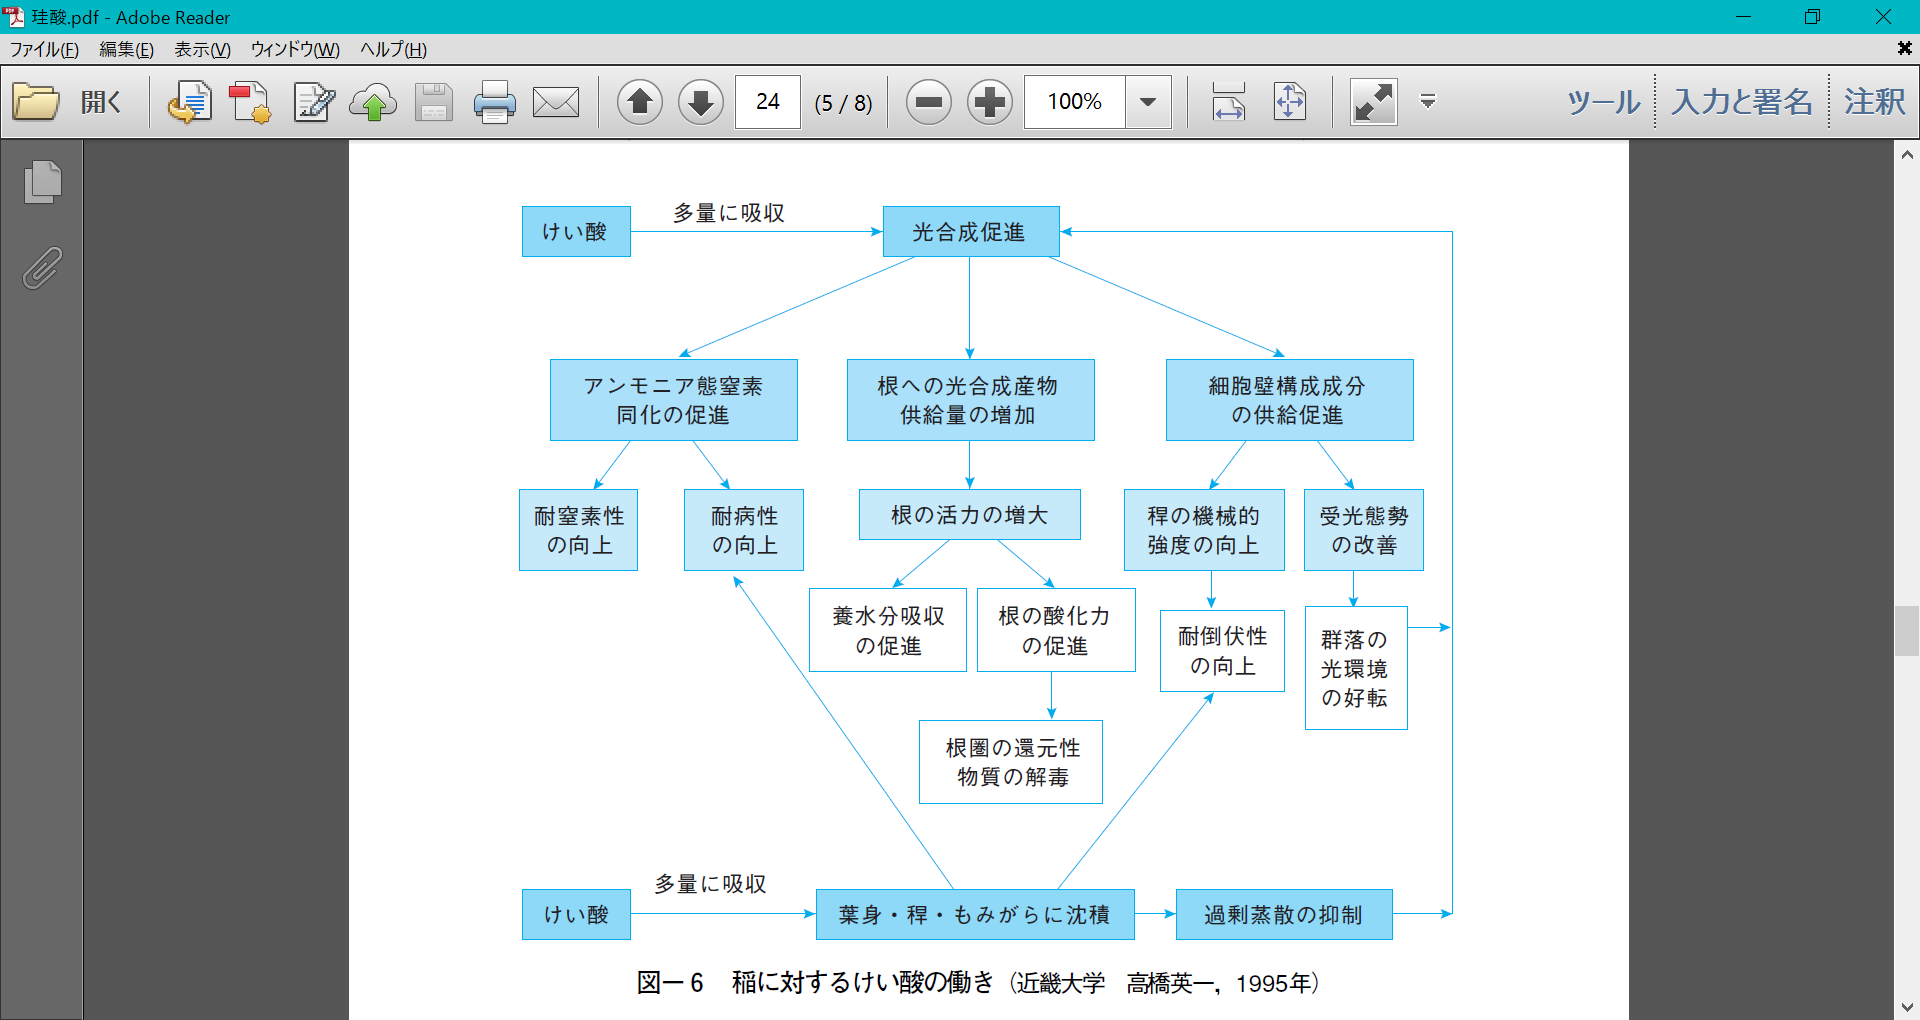 珪酸.pdf - Adobe Reader
ファイル(F) 編集(E) 表示(V) ウィンドウ(W) ヘルプ(H)
開く 24 (5 / 8) 100% ツール 入力と署名 注釈
けい酸
多量に吸収
光合成促進
アンモニア態窒素
同化の促進
根への光合成産物
供給量の増加
細胞壁構成成分
の供給促進
耐窒素性
の向上
耐病性
の向上
根の活力の増大
稈の機械的
強度の向上
受光態勢
の改善
養水分吸収
の促進
根の酸化力
の促進
耐倒伏性
の向上
群落の
光環境
の好転
根圏の還元性
物質の解毒
けい酸
多量に吸収
葉身・稈・もみがらに沈積
過剰蒸散の抑制
図ー6 稲に対するけい酸の働き（近畿大学 高橋英一，1995年）